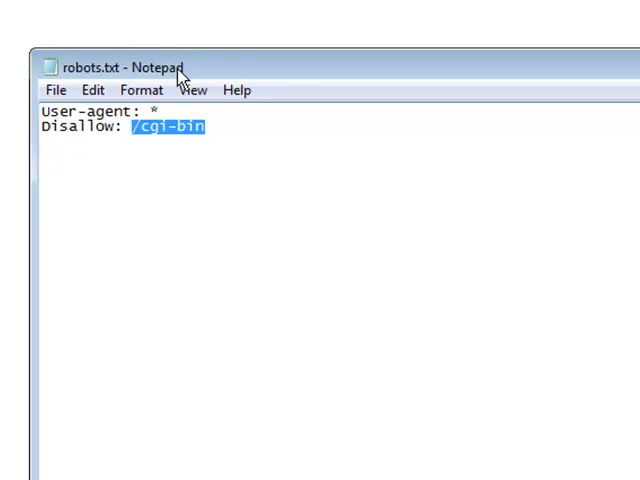 robots.txt - Notepad
File Edit Format View Help
User-agent: *
Disallow: /cgi-bin